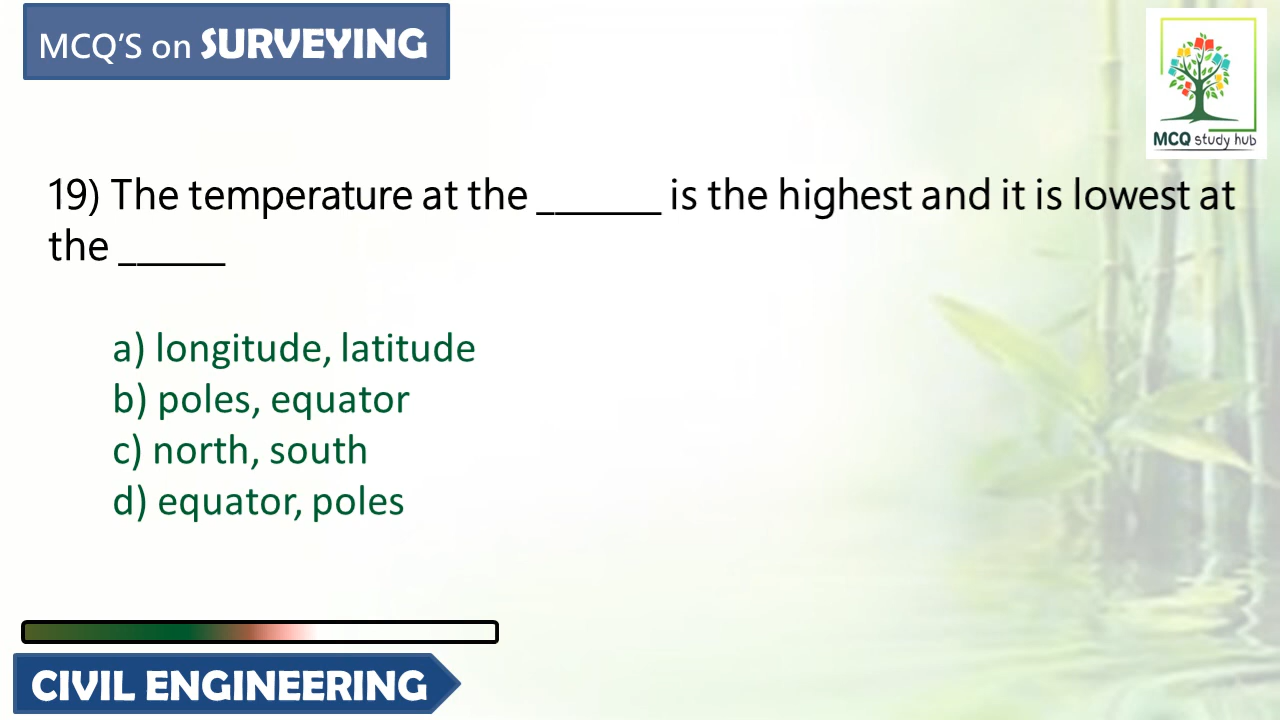 MCQ'S on SURVEYING
MCQ study hub
19) The temperature at the ______ is the highest and it is lowest at
the _____
a) longitude, latitude
b) poles, equator
c) north, south
d) equator, poles
CIVIL ENGINEERING